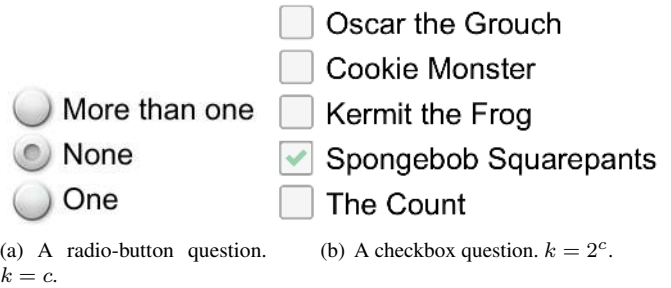 More than one
None
One
Oscar the Grouch
Cookie Monster
Kermit the Frog
Spongebob Squarepants
The Count
(a) A radio-button question.
k = c.
(b) A checkbox question. k = 2^c.